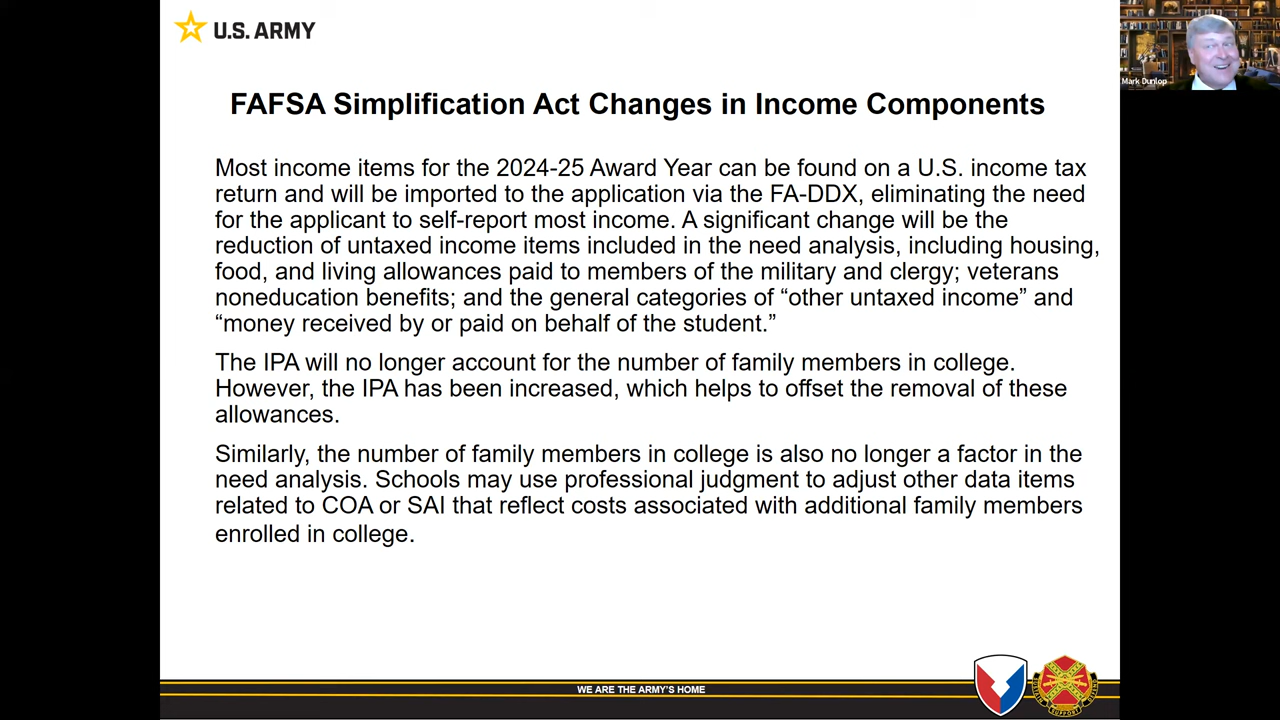 U.S. ARMY
Mark Dunlop
FAFSA Simplification Act Changes in Income Components
Most income items for the 2024-25 Award Year can be found on a U.S. income tax
return and will be imported to the application via the FA-DDX, eliminating the need
for the applicant to self-report most income. A significant change will be the
reduction of untaxed income items included in the need analysis, including housing,
food, and living allowances paid to members of the military and clergy; veterans
noneducation benefits; and the general categories of “other untaxed income” and
“money received by or paid on behalf of the student.”
The IPA will no longer account for the number of family members in college.
However, the IPA has been increased, which helps to offset the removal of these
allowances.
Similarly, the number of family members in college is also no longer a factor in the
need analysis. Schools may use professional judgment to adjust other data items
related to COA or SAI that reflect costs associated with additional family members
enrolled in college.
WE ARE THE ARMY'S HOME